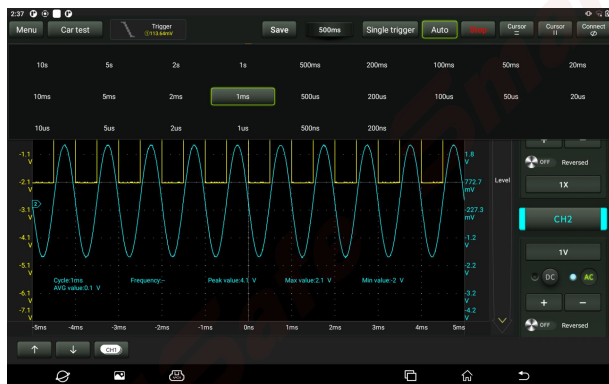 2:37
Menu
Car test
Trigger
①113.64mV
Save
500ms
Single trigger
Auto
Stop
Cursor
Cursor
Connect
10s 5s 2s 1s 500ms 200ms 100ms 50ms 20ms
10ms 5ms 2ms 1ms 500us 200us 100us 50us 20us
10us 5us 2us 1us 500ns 200ns
-1.1
V
-2.1
V
-3.1
V
-4.1
V
-5.1
V
-6.1
V
-7.1
V
2
1.8
V
772.7
mV
-227.3
mV
-1.2
V
-2.2
V
-3.2
V
-4.2
V
Cycle:1ms Frequency:-- Peak value:4.1 V Max value:2.1 V Min value:-2 V
AVG value:0.1 V
-5ms -4ms -3ms -2ms -1ms 0ns 1ms 2ms 3ms 4ms 5ms
Level
+ −
OFF Reversed
1X
CH2
1V
DC AC
+ −
OFF Reversed
↑ ↓ CH1